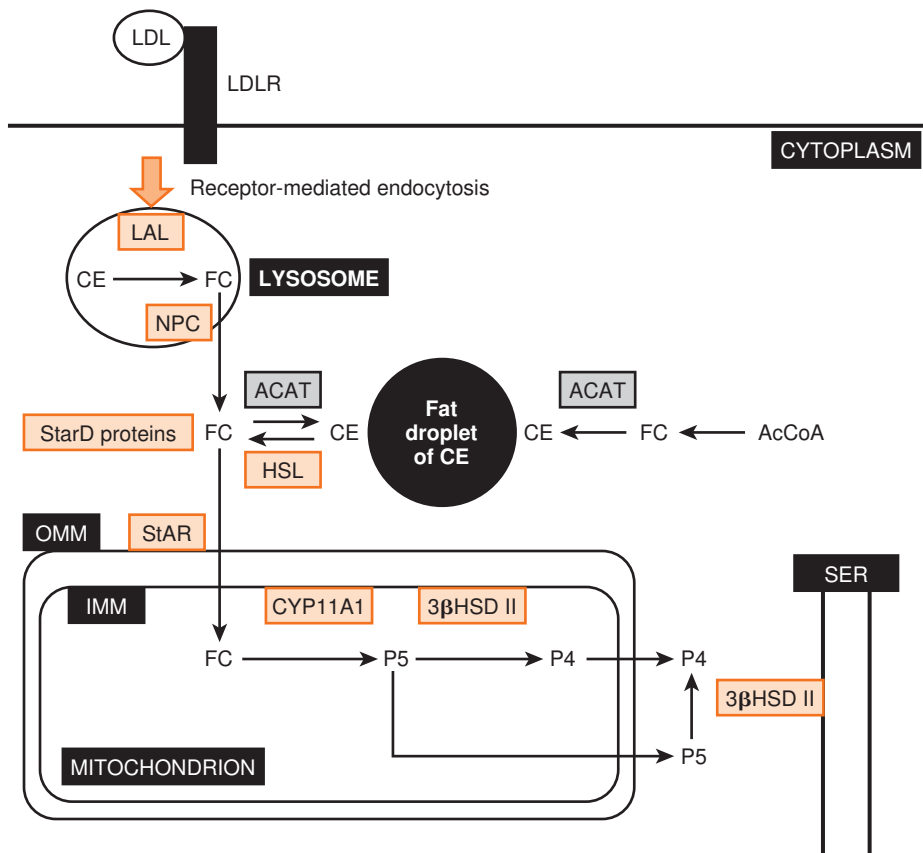 LDL
LDLR
CYTOPLASM
Receptor-mediated endocytosis
LAL
CE
FC
LYSOSOME
NPC
ACAT
ACAT
StarD proteins
FC
CE
Fat
droplet
of CE
CE
FC
AcCoA
HSL
OMM
StAR
SER
IMM
CYP11A1
3βHSD II
FC
P5
P4
P4
3βHSD II
P5
MITOCHONDRION